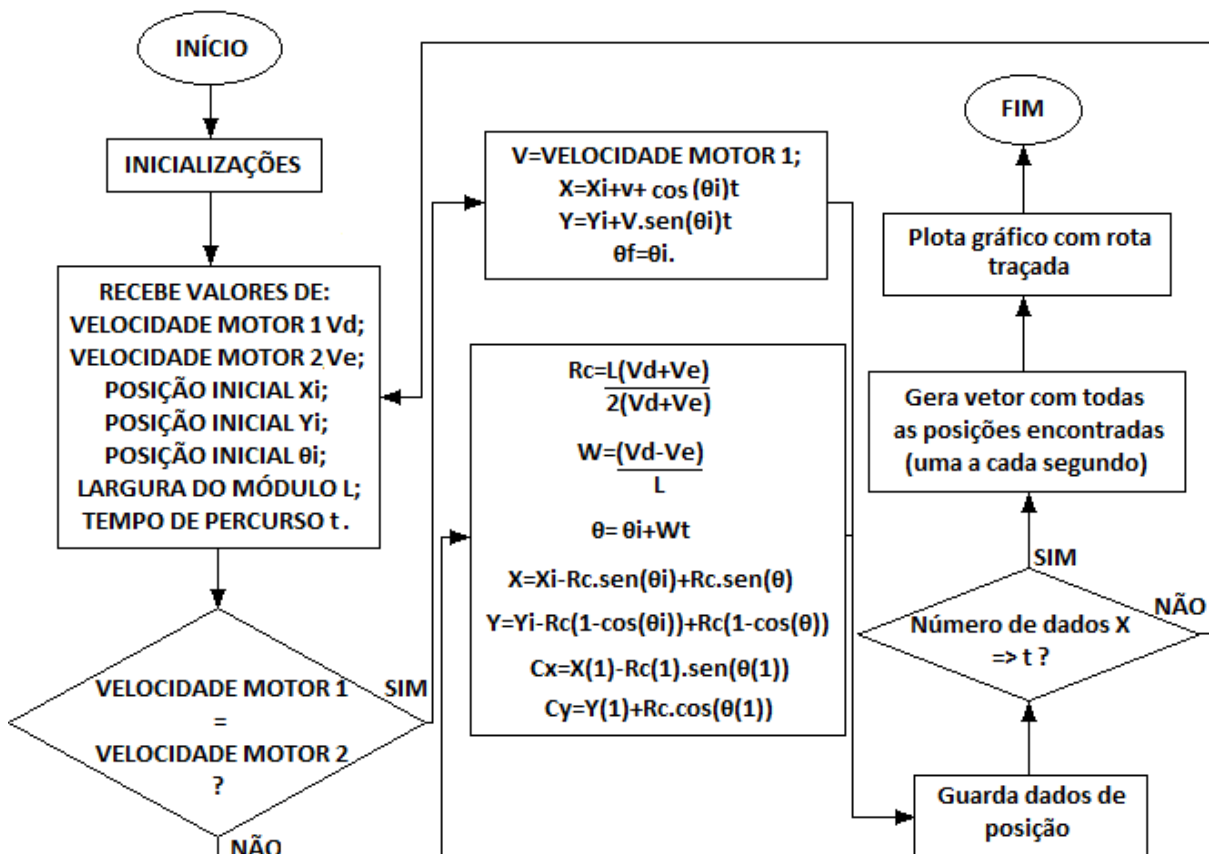 INÍCIO
INICIALIZAÇÕES
RECEBE VALORES DE:
VELOCIDADE MOTOR 1 Vd;
VELOCIDADE MOTOR 2 Ve;
POSIÇÃO INICIAL Xi;
POSIÇÃO INICIAL Yi;
POSIÇÃO INICIAL θi;
LARGURA DO MÓDULO L;
TEMPO DE PERCURSO t .
VELOCIDADE MOTOR 1
=
VELOCIDADE MOTOR 2
?
SIM
NÃO
V=VELOCIDADE MOTOR 1;
X=Xi+v+ cos (θi)t
Y=Yi+V.sen(θi)t
θf=θi.
Rc=L(Vd+Ve)
2(Vd+Ve)
W=(Vd-Ve)
L
θ= θi+Wt
X=Xi-Rc.sen(θi)+Rc.sen(θ)
Y=Yi-Rc(1-cos(θi))+Rc(1-cos(θ))
Cx=X(1)-Rc(1).sen(θ(1))
Cy=Y(1)+Rc.cos(θ(1))
Guarda dados de
posição
Número de dados X
=> t ?
SIM
NÃO
Gera vetor com todas
as posições encontradas
(uma a cada segundo)
Plota gráfico com rota
traçada
FIM